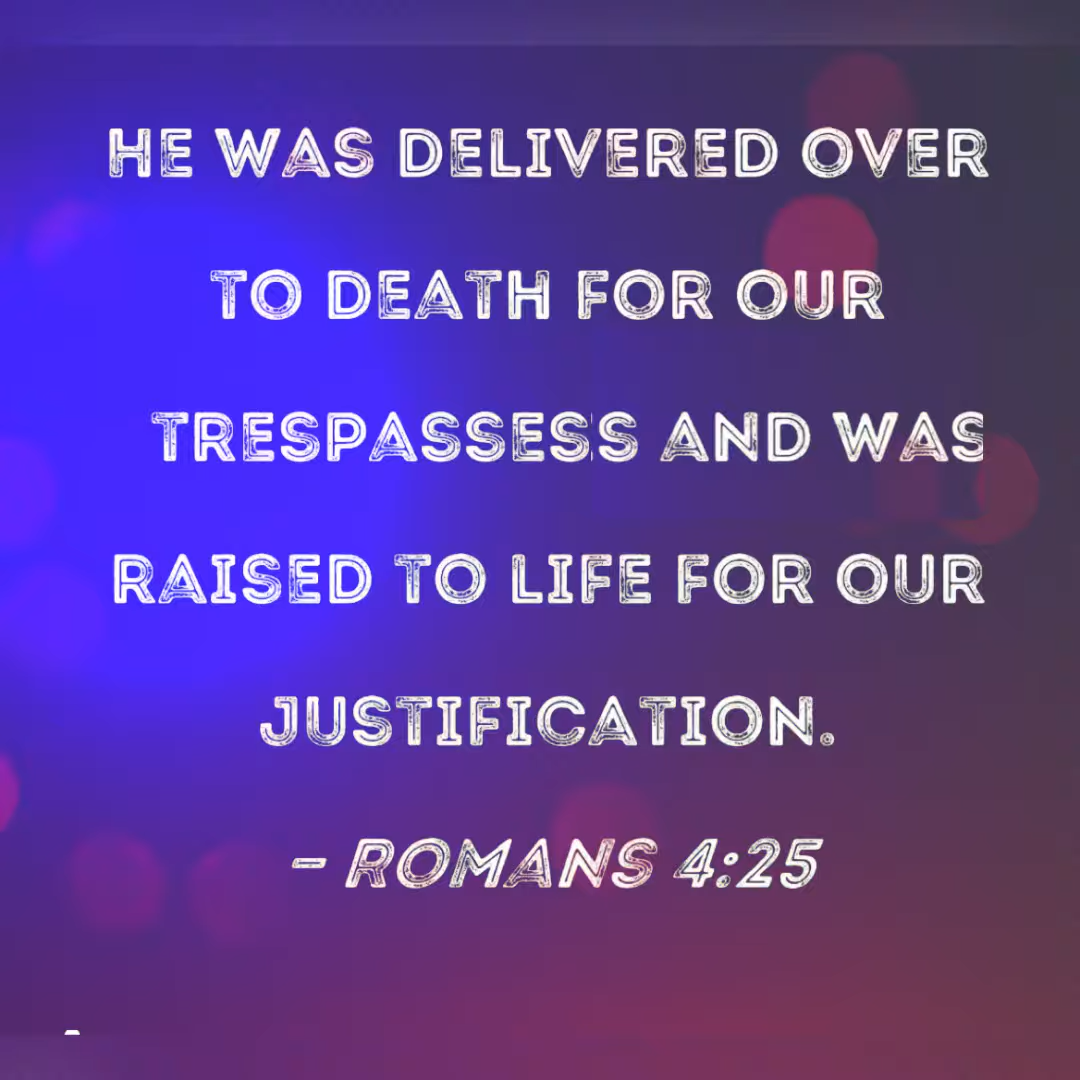 HE WAS DELIVERED OVER
TO DEATH FOR OUR
TRESPASSESS AND WAS
RAISED TO LIFE FOR OUR
JUSTIFICATION.
– ROMANS 4:25